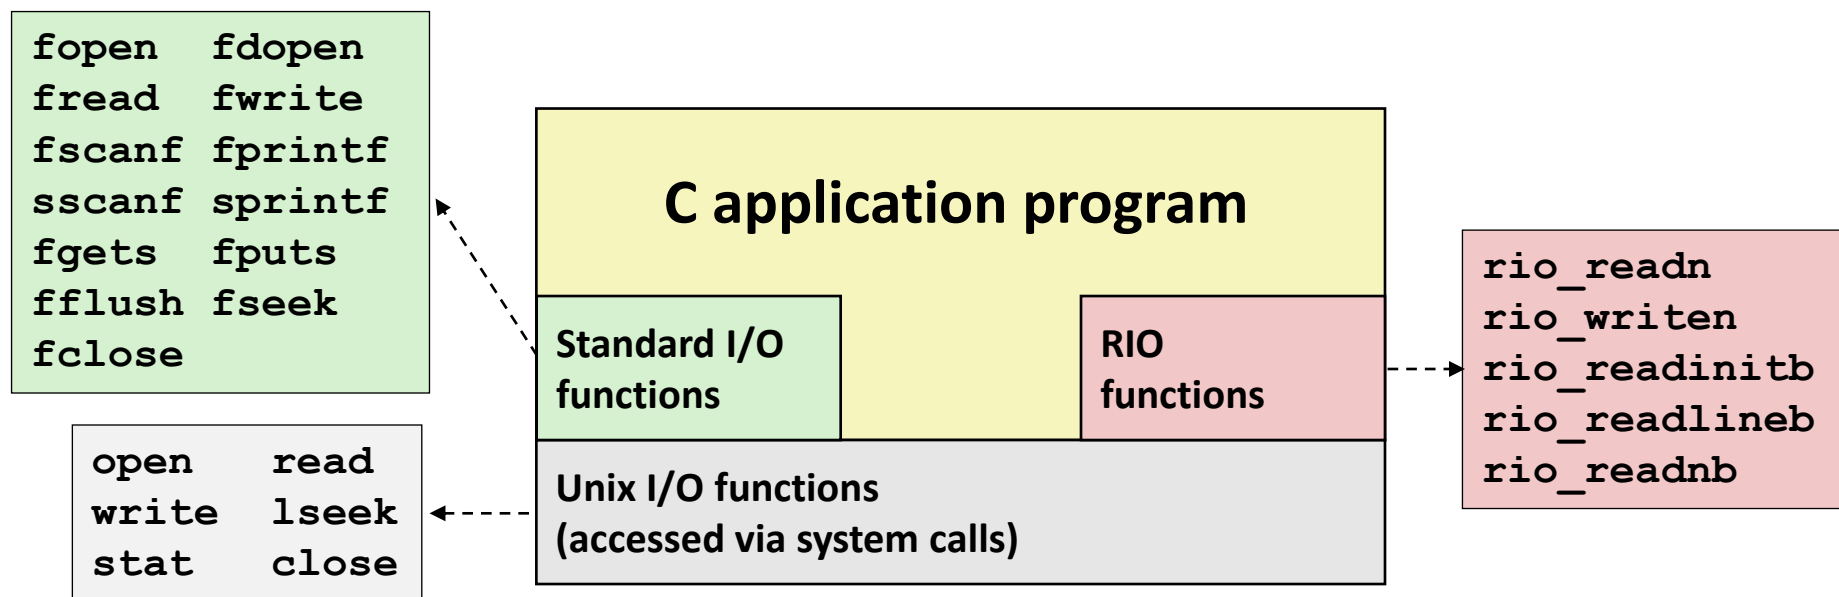 fopen fdopen
fread fwrite
fscanf fprintf
sscanf sprintf
fgets fputs
fflush fseek
fclose
C application program
Standard I/O
functions
RIO
functions
rio_readn
rio_writen
rio_readinitb
rio_readlineb
rio_readnb
open read
write lseek
stat close
Unix I/O functions
(accessed via system calls)